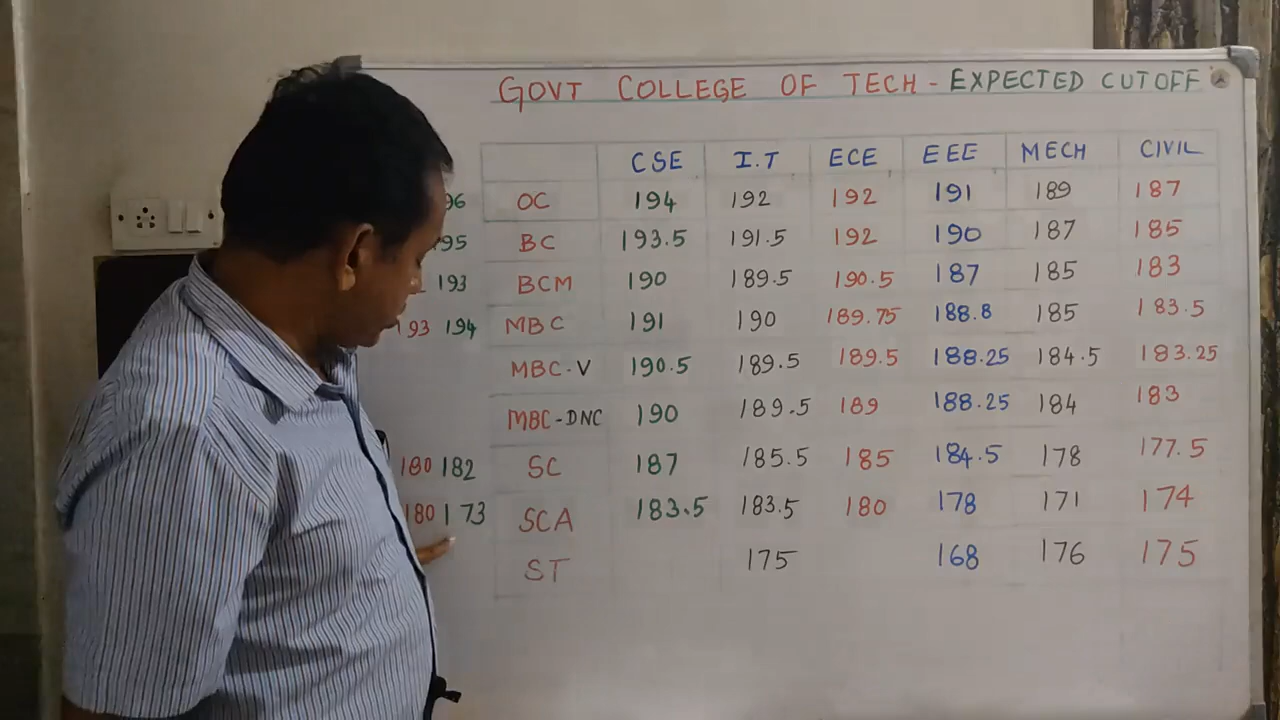 GOVT COLLEGE OF TECH - EXPECTED CUTOFF
CSE I.T ECE EEE MECH CIVIL
96 OC 194 192 192 191 189 187
95 BC 193.5 191.5 192 190 187 185
193 BCM 190 189.5 190.5 187 185 183
193 194 MBC 191 190 189.75 188.8 185 183.5
MBC-V 190.5 189.5 189.5 188.25 184.5 183.25
MBC-DNC 190 189.5 189 188.25 184 183
180 182 SC 187 185.5 185 184.5 178 177.5
180 173 SCA 183.5 183.5 180 178 171 174
ST 175 168 176 175